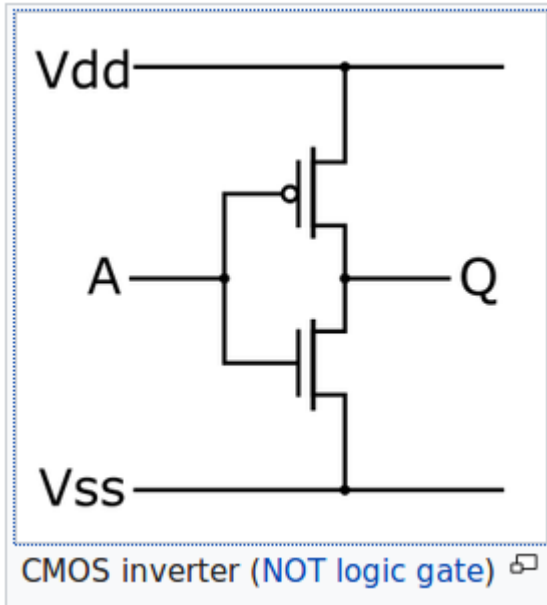 Vdd
A
Q
Vss
CMOS inverter (NOT logic gate)